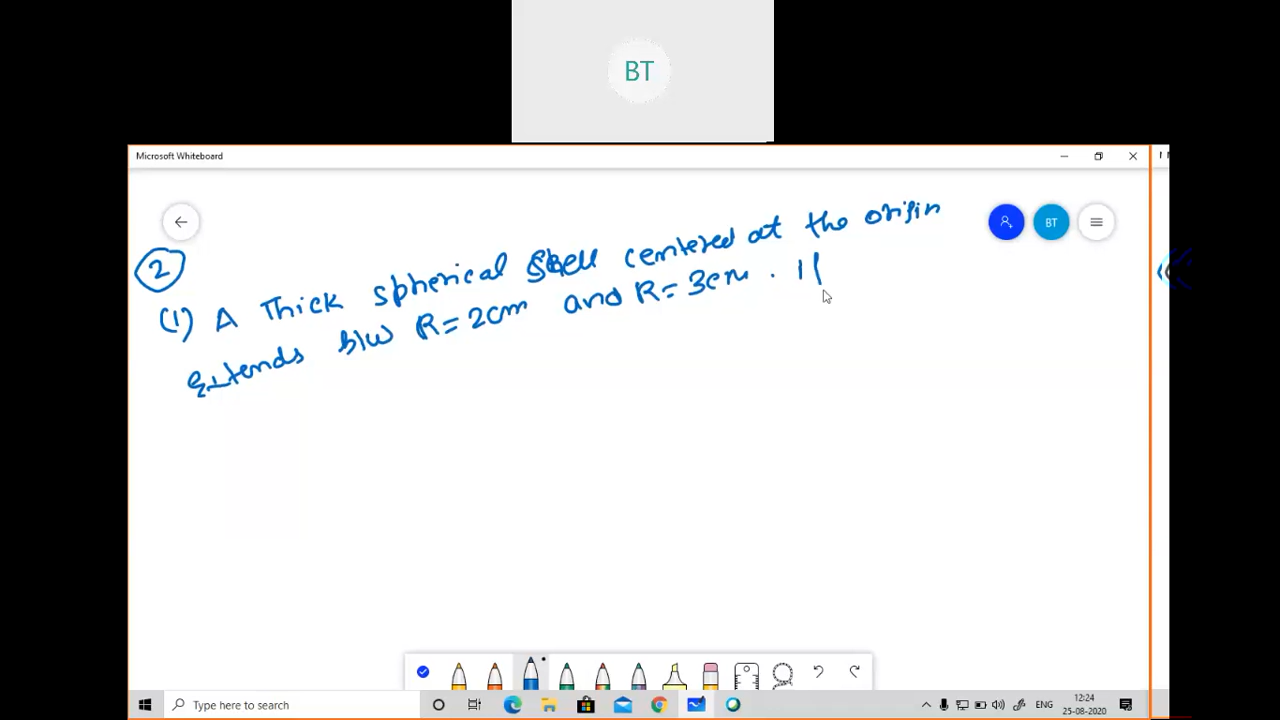 BT
Microsoft Whiteboard
BT
2
(1) A Thick spherical shell centered at the origin
extends b/w R = 2cm and R = 3cm . If
Type here to search
ENG
12:24
25-08-2020